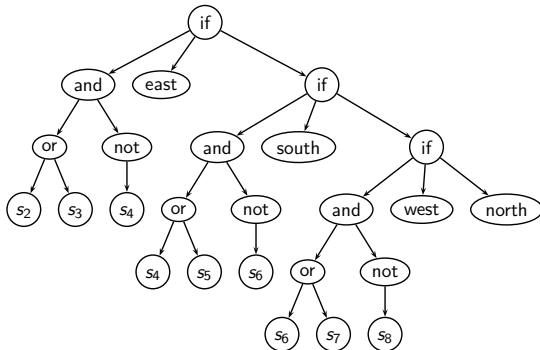 if
and east if
or not and south if
s2 s3 s4 or not and west north
s4 s5 s6 or not
s6 s7 s8